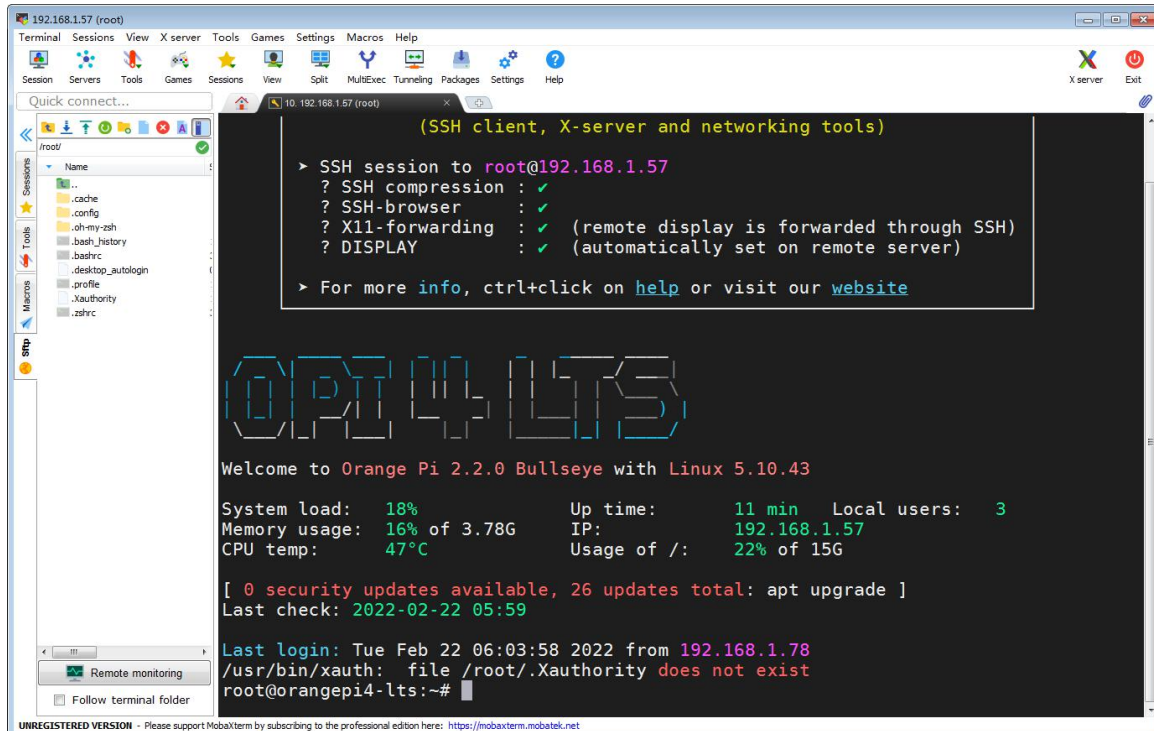 192.168.1.57 (root)
Terminal Sessions View X server Tools Games Settings Macros Help
Session Servers Tools Games Sessions View Split MultiExec Tunneling Packages Settings Help X server Exit
Quick connect...
10. 192.168.1.57 (root)
/root/
Name
..
.cache
.config
.oh-my-zsh
.bash_history
.bashrc
.desktop_autologin
.profile
.Xauthority
.zshrc
Sessions
Tools
Macros
Sftp
Remote monitoring
Follow terminal folder
(SSH client, X-server and networking tools)
➤ SSH session to root@192.168.1.57
? SSH compression : ✔
? SSH-browser : ✔
? X11-forwarding : ✔ (remote display is forwarded through SSH)
? DISPLAY : ✔ (automatically set on remote server)
➤ For more info, ctrl+click on help or visit our website
OPI 4 LTS
Welcome to Orange Pi 2.2.0 Bullseye with Linux 5.10.43
System load: 18% Up time: 11 min Local users: 3
Memory usage: 16% of 3.78G IP: 192.168.1.57
CPU temp: 47°C Usage of /: 22% of 15G
[ 0 security updates available, 26 updates total: apt upgrade ]
Last check: 2022-02-22 05:59
Last login: Tue Feb 22 06:03:58 2022 from 192.168.1.78
/usr/bin/xauth: file /root/.Xauthority does not exist
root@orangepi4-lts:~#
UNREGISTERED VERSION - Please support MobaXterm by subscribing to the professional edition here: https://mobaxterm.mobatek.net